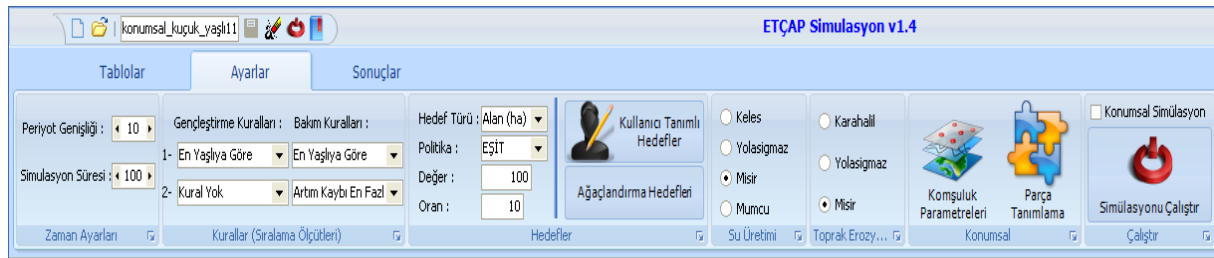 konumsal_kuçuk_yaşlı11
ETÇAP Simulasyon v1.4
Tablolar Ayarlar Sonuçlar
Periyot Genişliği : 10
Simulasyon Süresi : 100
Zaman Ayarları
Gençleştirme Kuralları : Bakım Kuralları :
1- En Yaşlıya Göre En Yaşlıya Göre
2- Kural Yok Artım Kaybı En Fazl
Kurallar (Sıralama Ölçütleri)
Hedef Türü : Alan (ha)
Politika : EŞİT
Değer : 100
Oran : 10
Kullanıcı Tanımlı
Hedefler
Ağaçlandırma Hedefleri
Hedefler
Keles
Yolasigmaz
Misir
Mumcu
Su Üretimi
Karahalil
Yolasigmaz
Misir
Toprak Erozy...
Komşuluk
Parametreleri
Parça
Tanımlama
Konumsal
Konumsal Simülasyon
Simülasyonu Çalıştır
Çalıştır